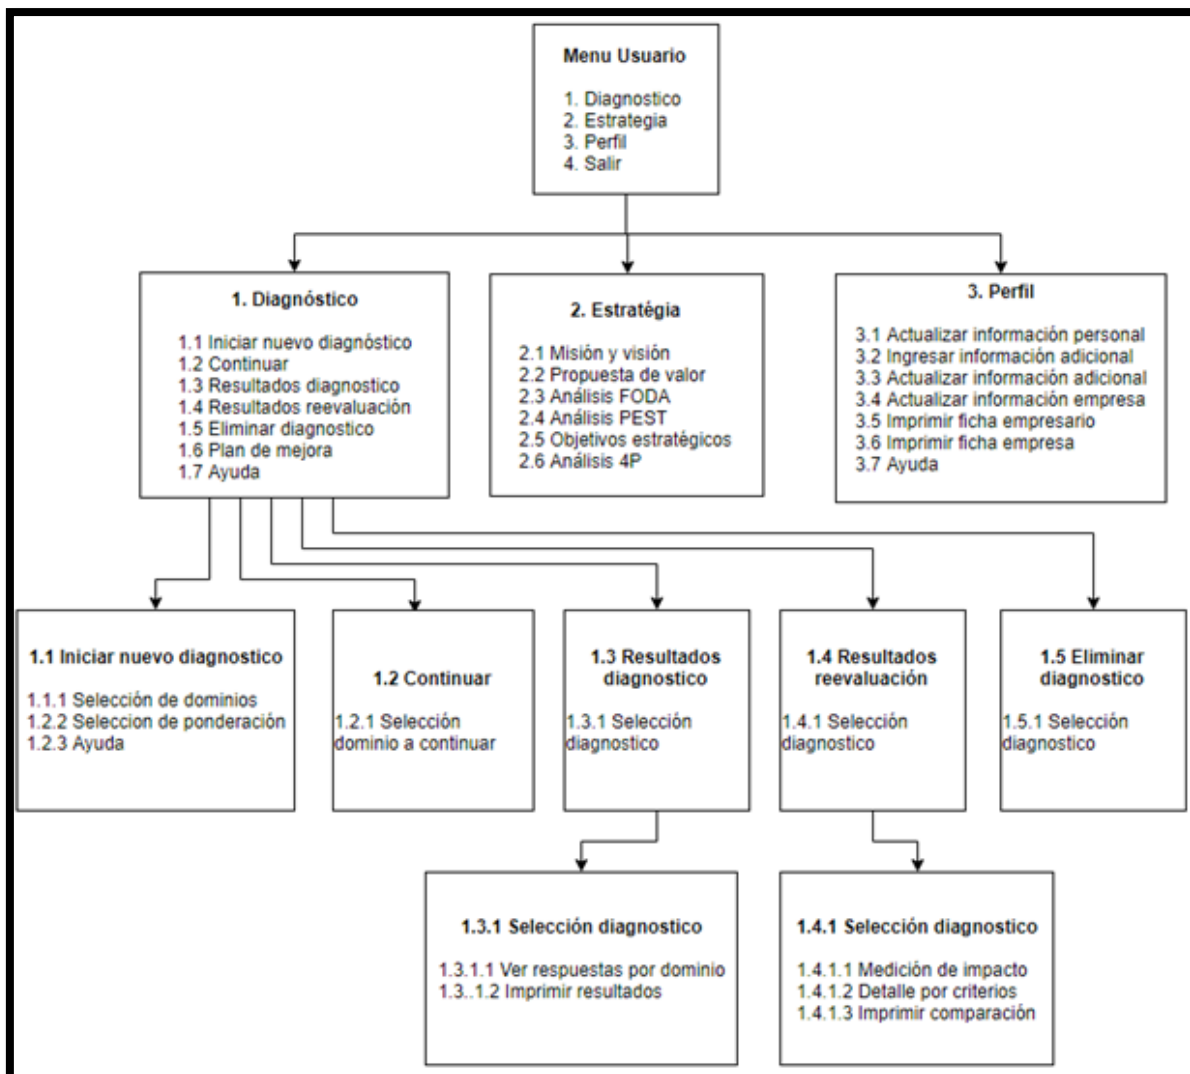 Menu Usuario
1. Diagnostico
2. Estrategia
3. Perfil
4. Salir
1. Diagnóstico
1.1 Iniciar nuevo diagnóstico
1.2 Continuar
1.3 Resultados diagnostico
1.4 Resultados reevaluación
1.5 Eliminar diagnostico
1.6 Plan de mejora
1.7 Ayuda
2. Estratégia
2.1 Misión y visión
2.2 Propuesta de valor
2.3 Análisis FODA
2.4 Análisis PEST
2.5 Objetivos estratégicos
2.6 Análisis 4P
3. Perfil
3.1 Actualizar información personal
3.2 Ingresar información adicional
3.3 Actualizar información adicional
3.4 Actualizar información empresa
3.5 Imprimir ficha empresario
3.6 Imprimir ficha empresa
3.7 Ayuda
1.1 Iniciar nuevo diagnostico
1.1.1 Selección de dominios
1.2.2 Seleccion de ponderación
1.2.3 Ayuda
1.2 Continuar
1.2.1 Selección
dominio a continuar
1.3 Resultados
diagnostico
1.3.1 Selección
diagnostico
1.4 Resultados
reevaluación
1.4.1 Selección
diagnostico
1.5 Eliminar
diagnostico
1.5.1 Selección
diagnostico
1.3.1 Selección diagnostico
1.3.1.1 Ver respuestas por dominio
1.3..1.2 Imprimir resultados
1.4.1 Selección diagnostico
1.4.1.1 Medición de impacto
1.4.1.2 Detalle por criterios
1.4.1.3 Imprimir comparación